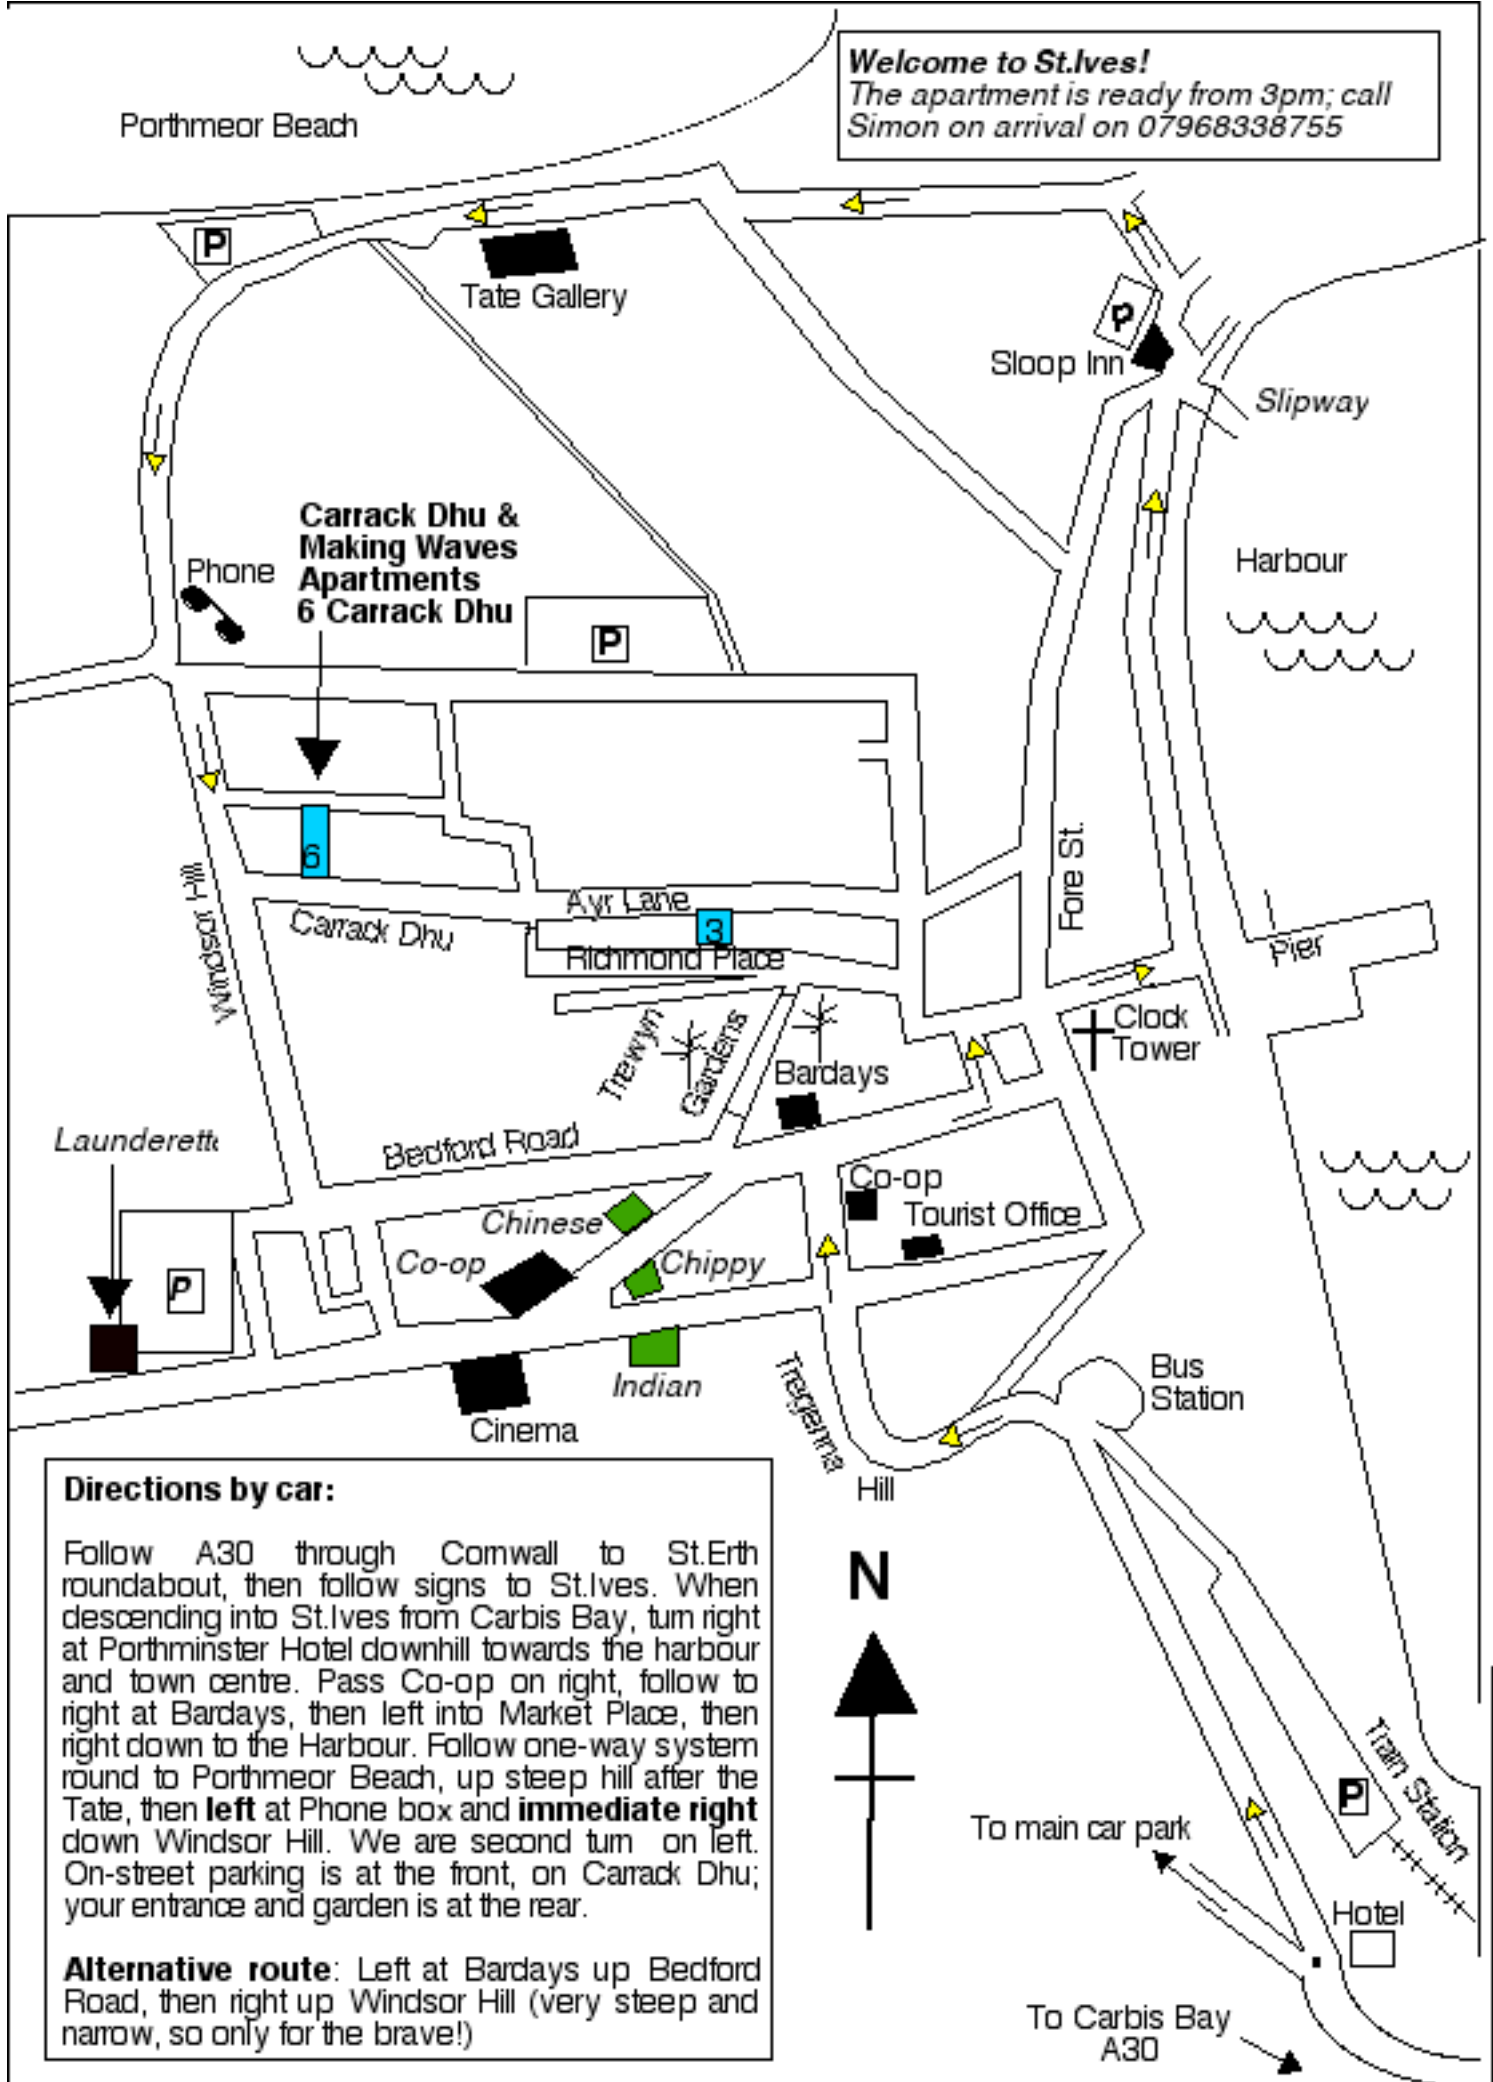 Welcome to St.Ives!
The apartment is ready from 3pm; call
Simon on arrival on 07968338755
Porthmeor Beach
P
Tate Gallery
P
Sloop Inn
Slipway
Carrack Dhu &
Making Waves
Apartments
6 Carrack Dhu
Phone
P
Harbour
6
Windsor Hill
Carrack Dhu
Ayr Lane
3
Richmond Place
Fore St.
Pier
Clock
Tower
Trewyn
Gardens
Barclays
Launderette
Bedford Road
Co-op
Tourist Office
Chinese
Co-op
Chippy
P
Indian
Cinema
Tregenna
Hill
Bus
Station
N
Directions by car:
Follow A30 through Cornwall to St.Erth
roundabout, then follow signs to St.Ives. When
descending into St.Ives from Carbis Bay, turn right
at Porthminster Hotel downhill towards the harbour
and town centre. Pass Co-op on right, follow to
right at Barclays, then left into Market Place, then
right down to the Harbour. Follow one-way system
round to Porthmeor Beach, up steep hill after the
Tate, then left at Phone box and immediate right
down Windsor Hill. We are second turn on left.
On-street parking is at the front, on Carrack Dhu;
your entrance and garden is at the rear.
Alternative route: Left at Barclays up Bedford
Road, then right up Windsor Hill (very steep and
narrow, so only for the brave!)
Train Station
P
To main car park
Hotel
To Carbis Bay
A30